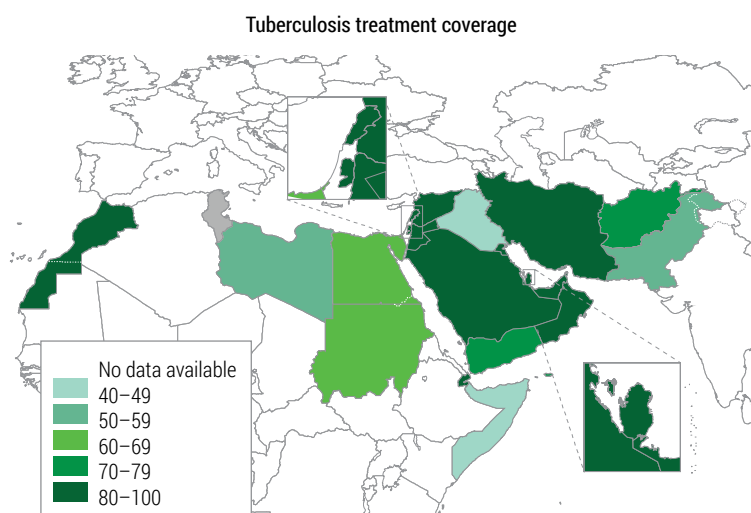 Tuberculosis treatment coverage
No data available
40–49
50–59
60–69
70–79
80–100